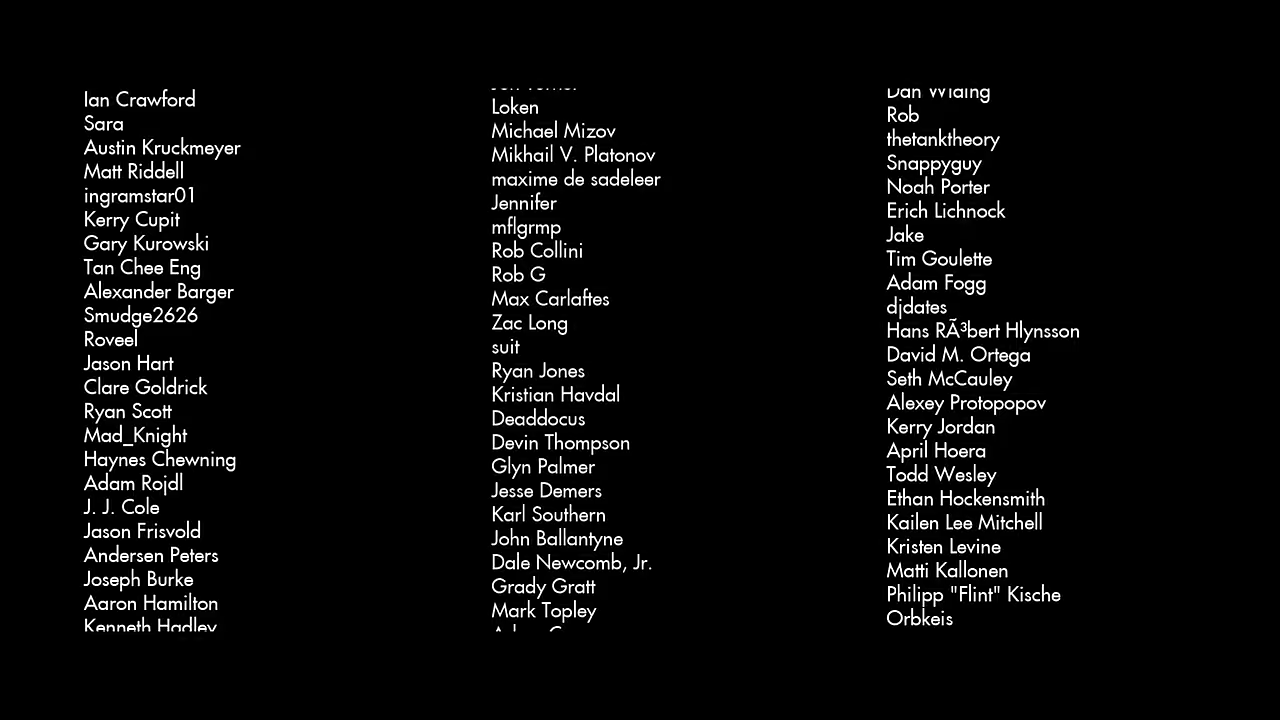 Ian Crawford
Sara
Austin Kruckmeyer
Matt Riddell
ingramstar01
Kerry Cupit
Gary Kurowski
Tan Chee Eng
Alexander Barger
Smudge2626
Roveel
Jason Hart
Clare Goldrick
Ryan Scott
Mad_Knight
Haynes Chewning
Adam Rojdl
J. J. Cole
Jason Frisvold
Andersen Peters
Joseph Burke
Aaron Hamilton
Kenneth Hadley
Loken
Michael Mizov
Mikhail V. Platonov
maxime de sadeleer
Jennifer
mflgrmp
Rob Collini
Rob G
Max Carlaftes
Zac Long
suit
Ryan Jones
Kristian Havdal
Deaddocus
Devin Thompson
Glyn Palmer
Jesse Demers
Karl Southern
John Ballantyne
Dale Newcomb, Jr.
Grady Gratt
Mark Topley
Dan
Rob
thetanktheory
Snappyguy
Noah Porter
Erich Lichnock
Jake
Tim Goulette
Adam Fogg
djdates
Hans RÃ³bert Hlynsson
David M. Ortega
Seth McCauley
Alexey Protopopov
Kerry Jordan
April Hoera
Todd Wesley
Ethan Hockensmith
Kailen Lee Mitchell
Kristen Levine
Matti Kallonen
Philipp "Flint" Kische
Orbkeis